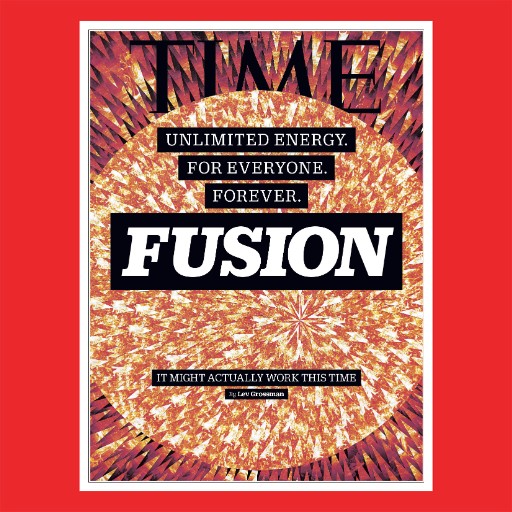 TIME
UNLIMITED ENERGY.
FOR EVERYONE.
FOREVER.
FUSION
IT MIGHT ACTUALLY WORK THIS TIME
By Lev Grossman